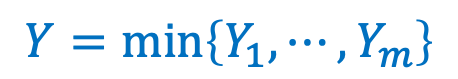 Y = min{Y₁, ⋯, Yₘ}